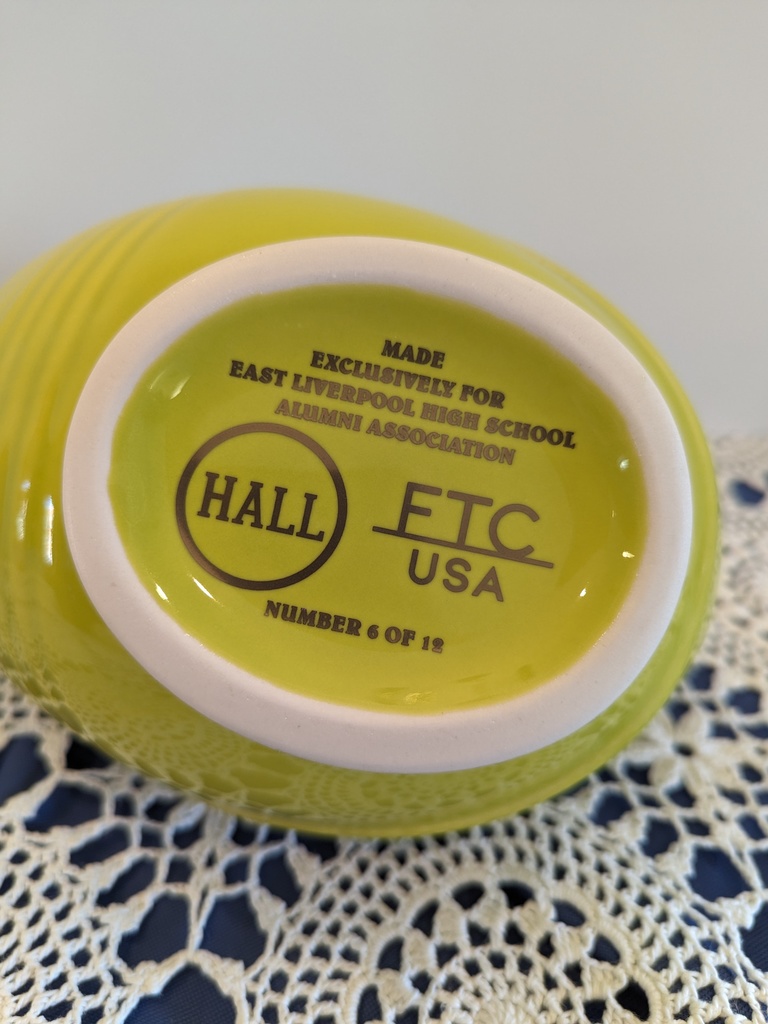 MADE
EXCLUSIVELY FOR
EAST LIVERPOOL HIGH SCHOOL
ALUMNI ASSOCIATION
HALL
FTC
USA
NUMBER 6 OF 12